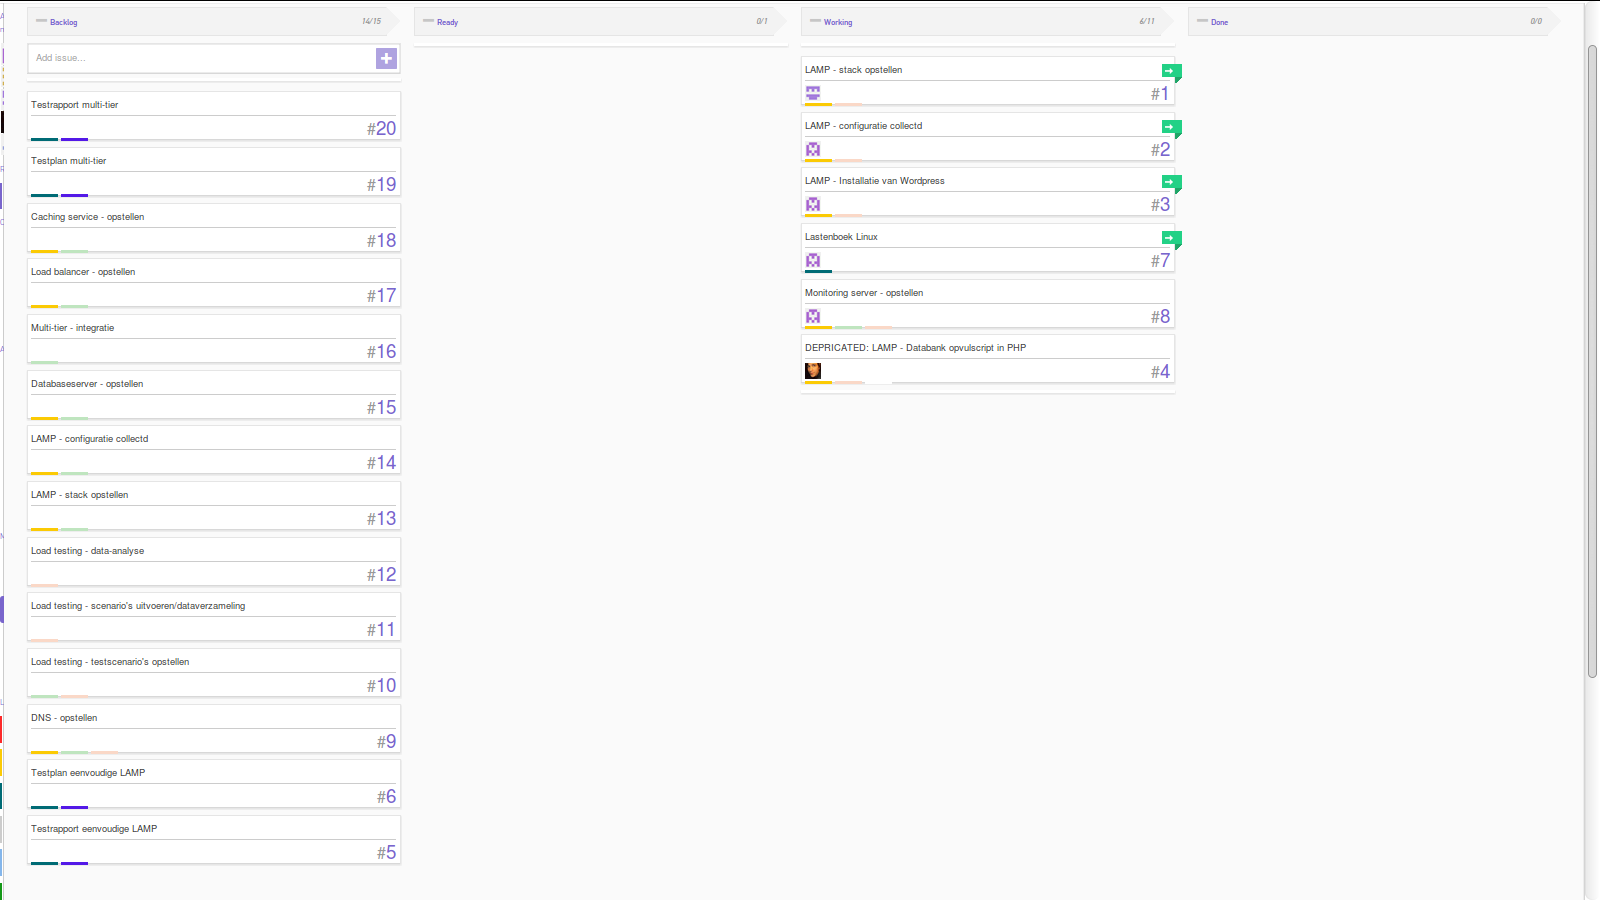 Backlog 14/15
Add issue...
Testrapport multi-tier
#20
Testplan multi-tier
#19
Caching service - opstellen
#18
Load balancer - opstellen
#17
Multi-tier - integratie
#16
Databaseserver - opstellen
#15
LAMP - configuratie collectd
#14
LAMP - stack opstellen
#13
Load testing - data-analyse
#12
Load testing - scenario's uitvoeren/dataverzameling
#11
Load testing - testscenario's opstellen
#10
DNS - opstellen
#9
Testplan eenvoudige LAMP
#6
Testrapport eenvoudige LAMP
#5
Ready 0/1
Working 6/11
LAMP - stack opstellen
#1
LAMP - configuratie collectd
#2
LAMP - Installatie van Wordpress
#3
Lastenboek Linux
#7
Monitoring server - opstellen
#8
DEPRICATED: LAMP - Databank opvulscript in PHP
#4
Done 0/0